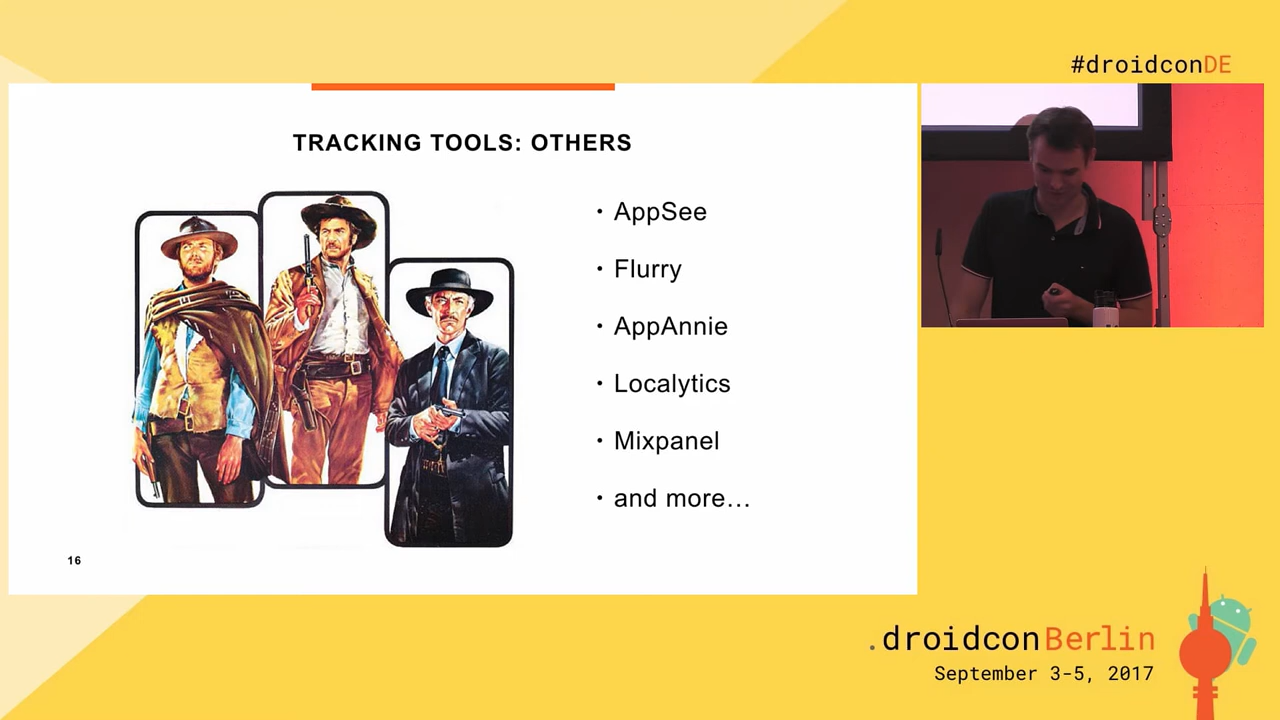 #droidconDE
TRACKING TOOLS: OTHERS
· AppSee
· Flurry
· AppAnnie
· Localytics
· Mixpanel
· and more...
16
.droidconBerlin
September 3-5, 2017